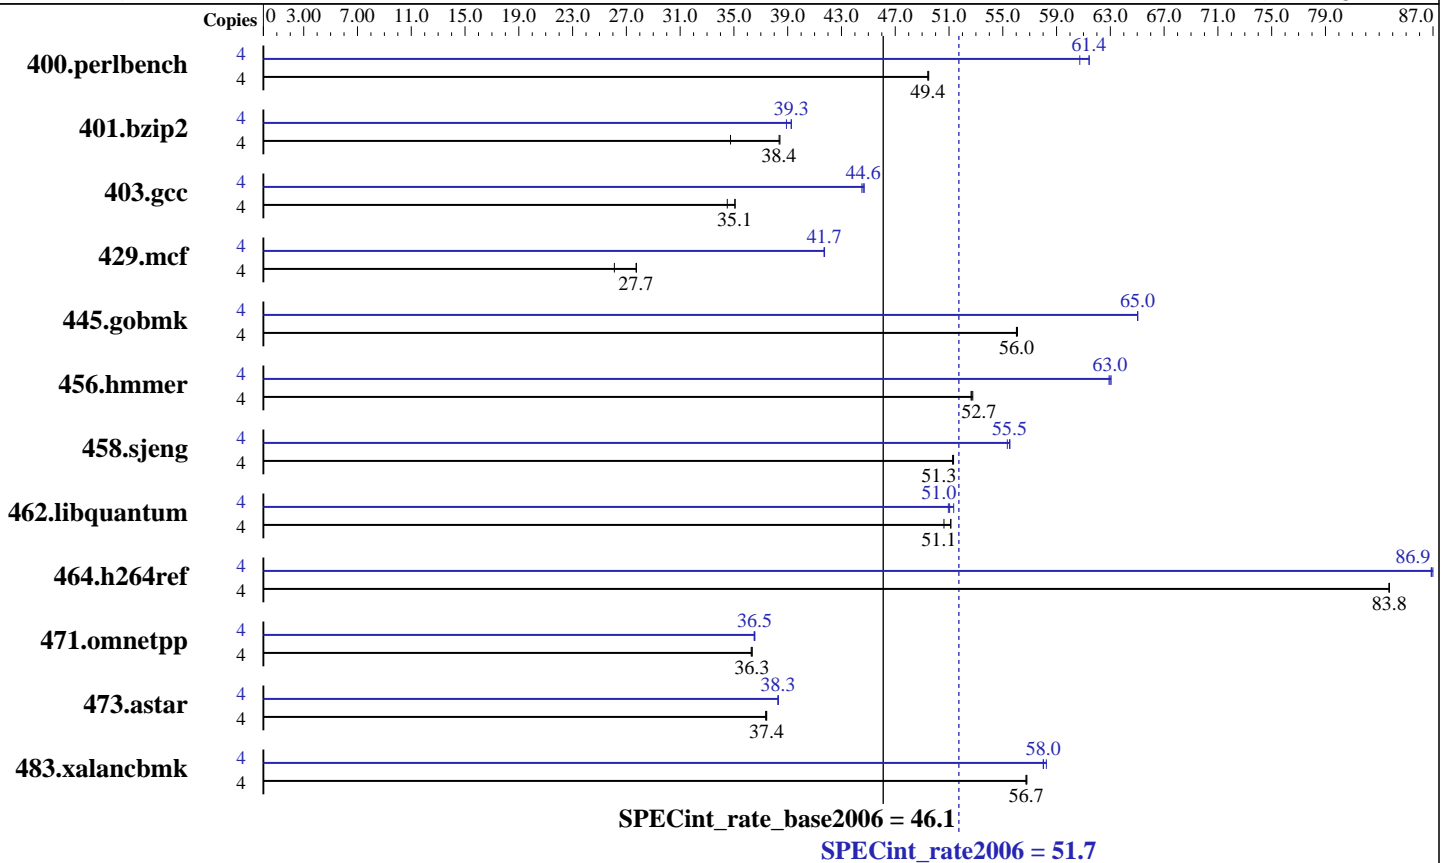 Copies 0 3.00 7.00 11.0 15.0 19.0 23.0 27.0 31.0 35.0 39.0 43.0 47.0 51.0 55.0 59.0 63.0 67.0 71.0 75.0 79.0 87.0
400.perlbench 4 61.4
4 49.4
401.bzip2 4 39.3
4 38.4
403.gcc 4 44.6
4 35.1
429.mcf 4 41.7
4 27.7
445.gobmk 4 65.0
4 56.0
456.hmmer 4 63.0
4 52.7
458.sjeng 4 55.5
4 51.3
462.libquantum 4 51.0
4 51.1
464.h264ref 4 86.9
4 83.8
471.omnetpp 4 36.5
4 36.3
473.astar 4 38.3
4 37.4
483.xalancbmk 4 58.0
4 56.7
SPECint_rate_base2006 = 46.1
SPECint_rate2006 = 51.7